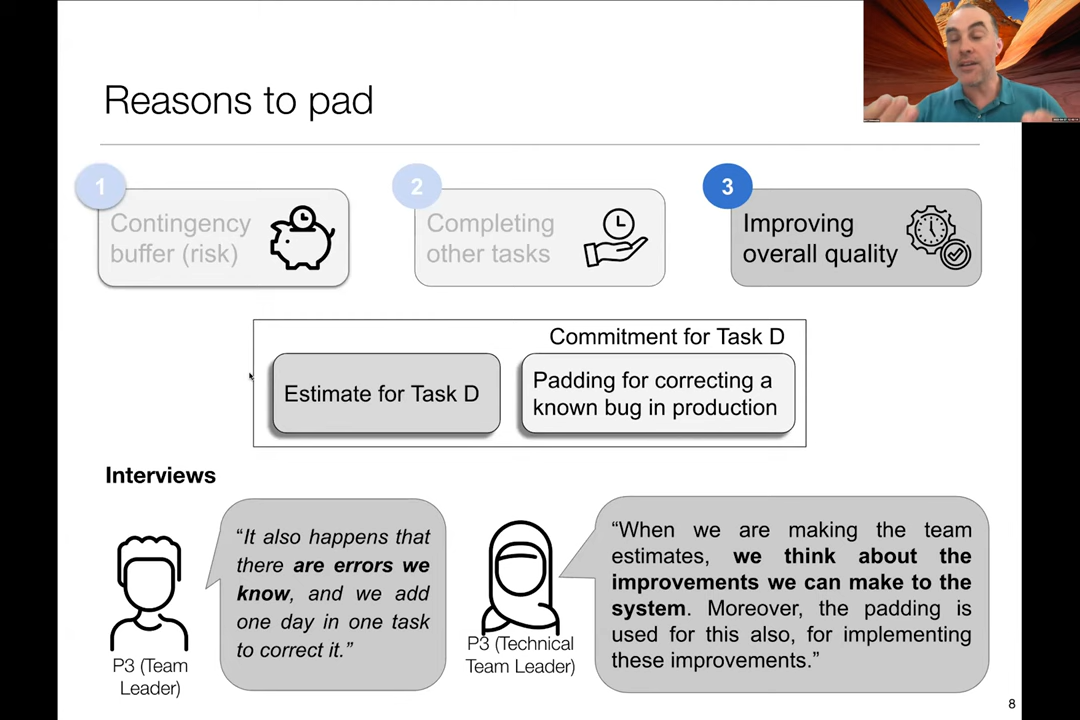 Reasons to pad
1
Contingency
buffer (risk)
2
Completing
other tasks
3
Improving
overall quality
Commitment for Task D
Estimate for Task D
Padding for correcting a
known bug in production
Interviews
“It also happens that
there are errors we
know, and we add
one day in one task
to correct it.”
P3 (Team
Leader)
“When we are making the team
estimates, we think about the
improvements we can make to the
system. Moreover, the padding is
used for this also, for implementing
these improvements.”
P3 (Technical
Team Leader)
8